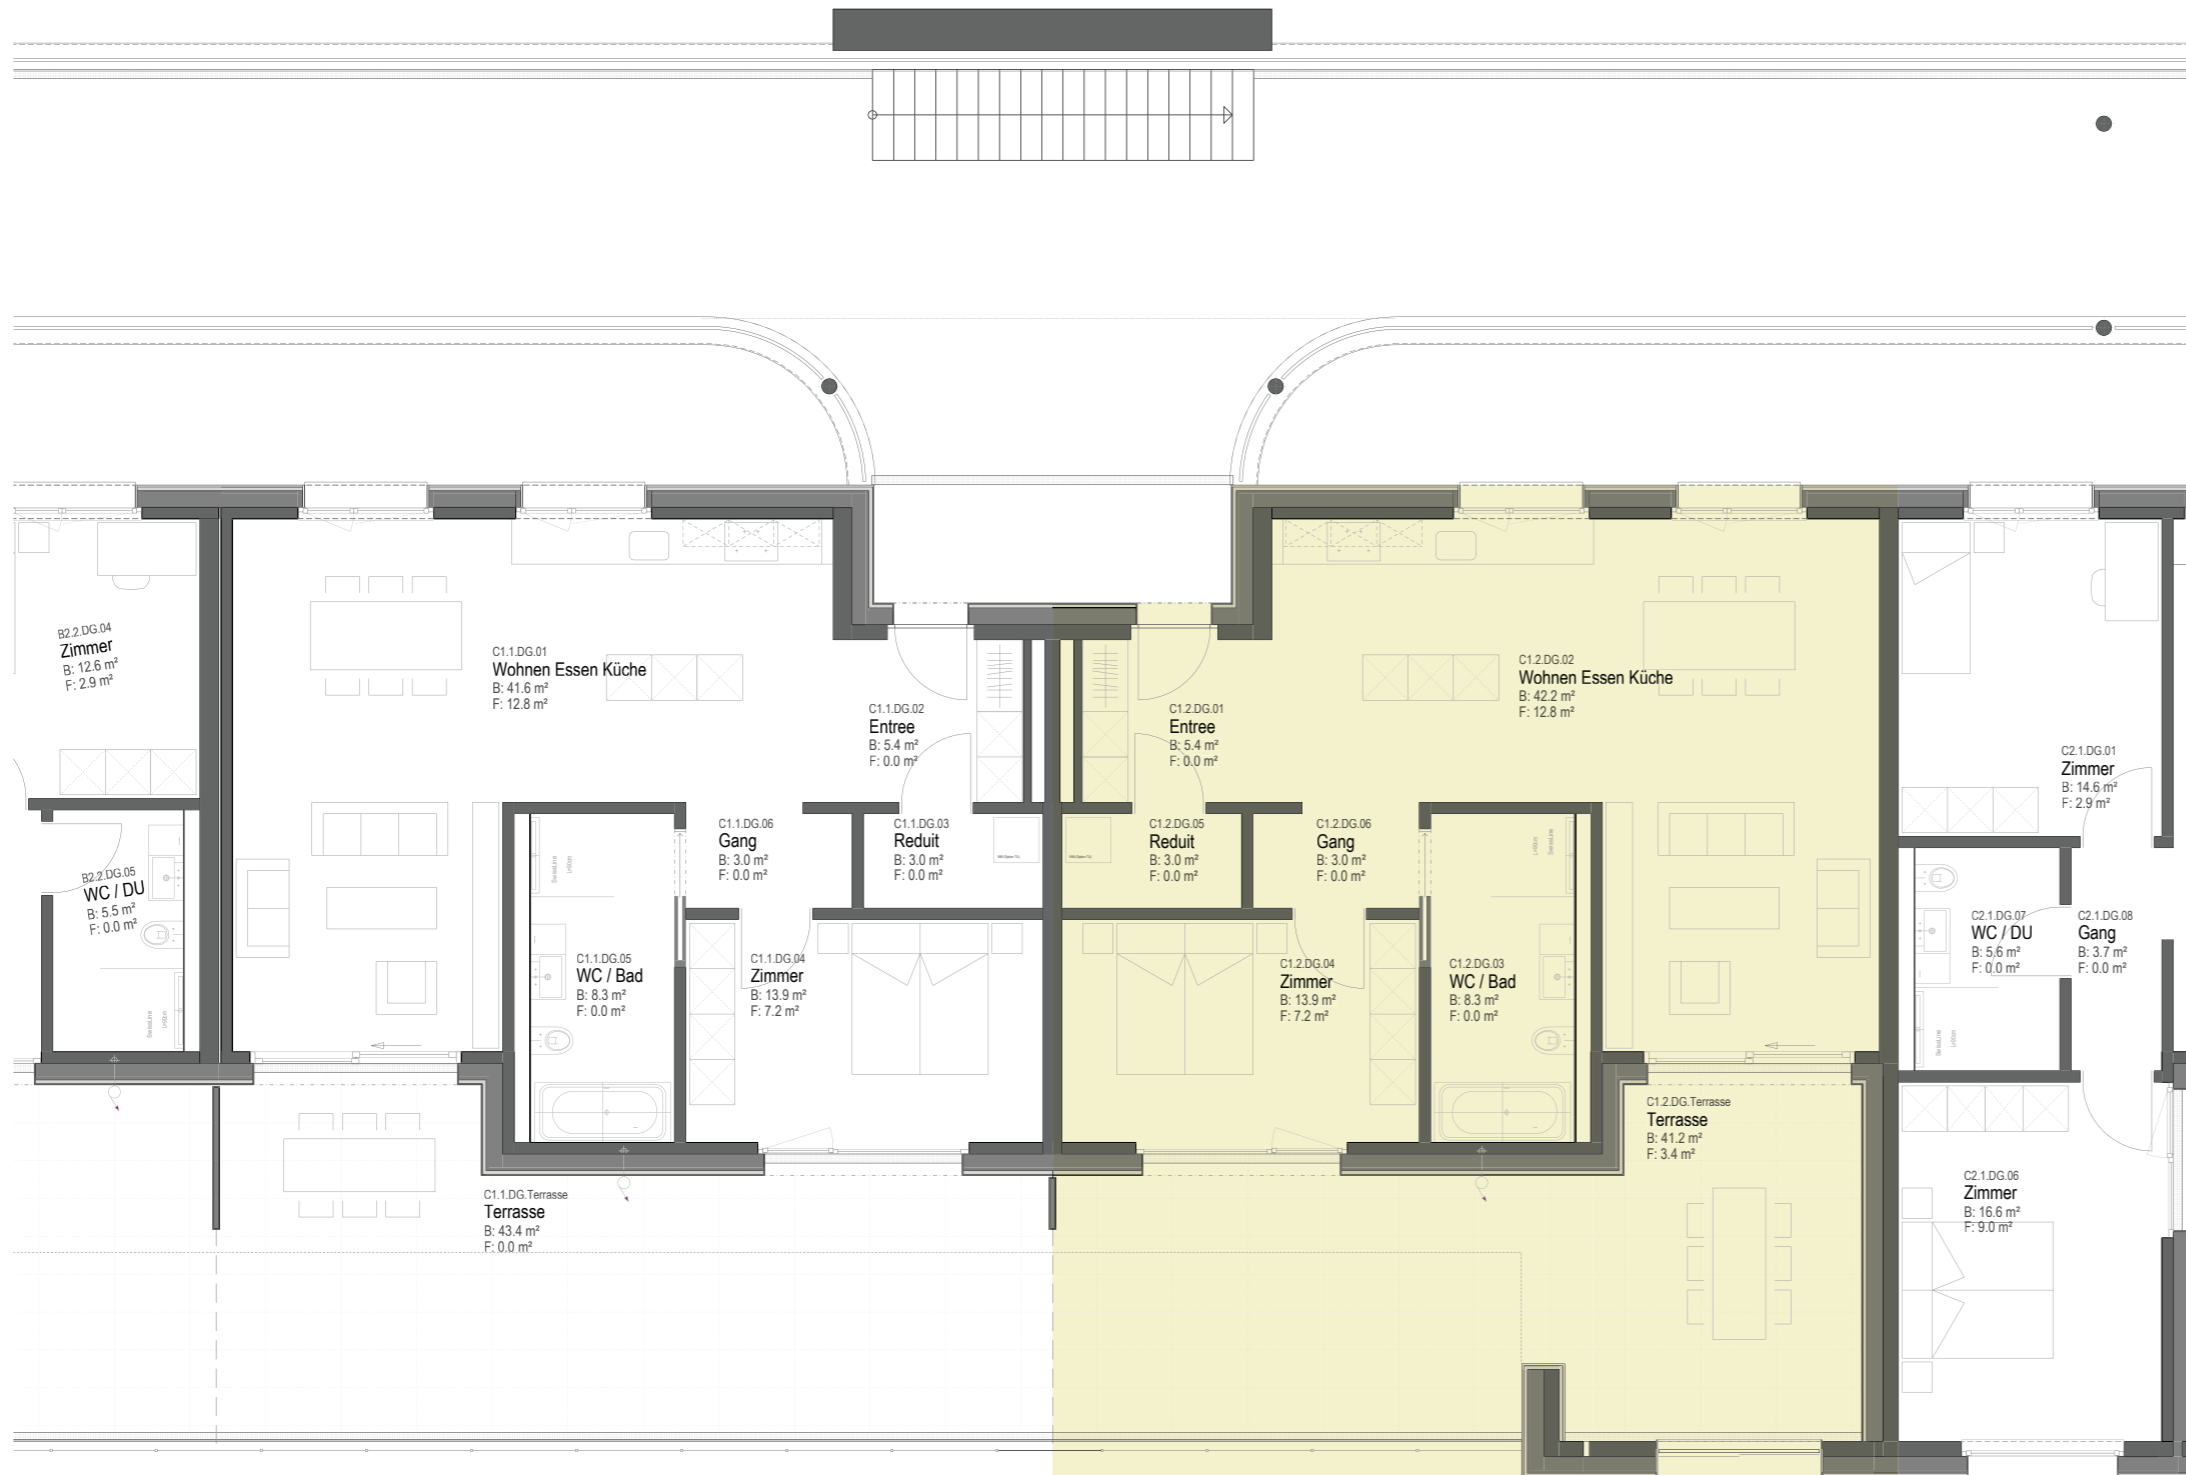 B2.2.DG.04
Zimmer
B: 12.6 m²
F: 2.9 m²
C1.1.DG.01
Wohnen Essen Küche
B: 41.6 m²
F: 12.8 m²
C1.2.DG.02
Wohnen Essen Küche
B: 42.2 m²
F: 12.8 m²
C1.1.DG.02
Entree
B: 5.4 m²
F: 0.0 m²
C1.2.DG.01
Entree
B: 5.4 m²
F: 0.0 m²
C2.1.DG.01
Zimmer
B: 14.6 m²
F: 2.9 m²
B2.2.DG.05
WC / DU
B: 5.5 m²
F: 0.0 m²
C1.1.DG.06
Gang
B: 3.0 m²
F: 0.0 m²
C1.1.DG.03
Reduit
B: 3.0 m²
F: 0.0 m²
C1.2.DG.05
Reduit
B: 3.0 m²
F: 0.0 m²
C1.2.DG.06
Gang
B: 3.0 m²
F: 0.0 m²
SwissLine
L=90cm
L=90cm
SwissLine
C1.1.DG.05
WC / Bad
B: 8.3 m²
F: 0.0 m²
C1.1.DG.04
Zimmer
B: 13.9 m²
F: 7.2 m²
C1.2.DG.04
Zimmer
B: 13.9 m²
F: 7.2 m²
C1.2.DG.03
WC / Bad
B: 8.3 m²
F: 0.0 m²
C2.1.DG.07
WC / DU
B: 5.6 m²
F: 0.0 m²
C2.1.DG.08
Gang
B: 3.7 m²
F: 0.0 m²
SwissLine
L=90cm
SwissLine
L=90cm
C1.1.DG.Terrasse
Terrasse
B: 43.4 m²
F: 0.0 m²
C1.2.DG.Terrasse
Terrasse
B: 41.2 m²
F: 3.4 m²
C2.1.DG.06
Zimmer
B: 16.6 m²
F: 9.0 m²